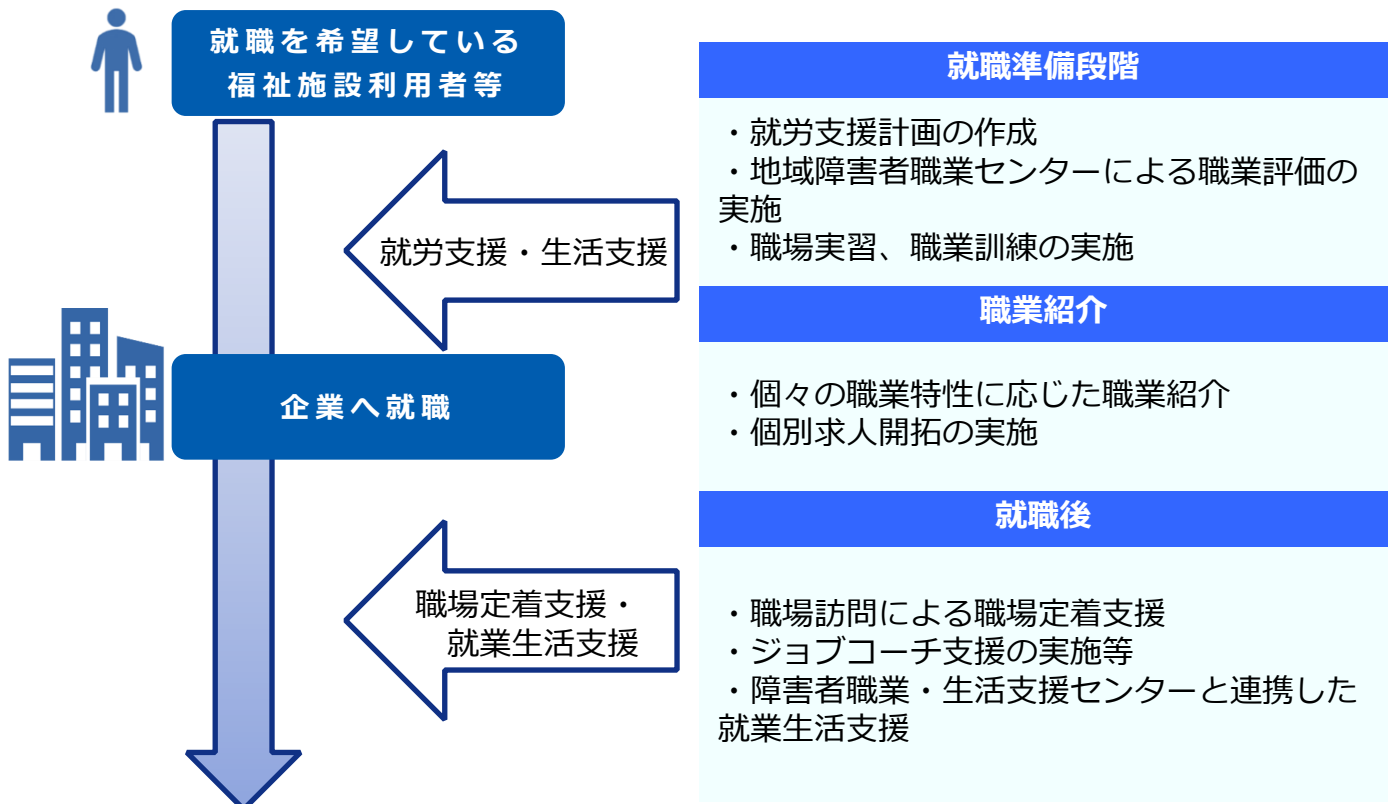 就職を希望している
福祉施設利用者等
就労支援・生活支援
企業へ就職
職場定着支援・
就業生活支援
就職準備段階
・就労支援計画の作成
・地域障害者職業センターによる職業評価の
実施
・職場実習、職業訓練の実施
職業紹介
・個々の職業特性に応じた職業紹介
・個別求人開拓の実施
就職後
・職場訪問による職場定着支援
・ジョブコーチ支援の実施等
・障害者職業・生活支援センターと連携した
就業生活支援